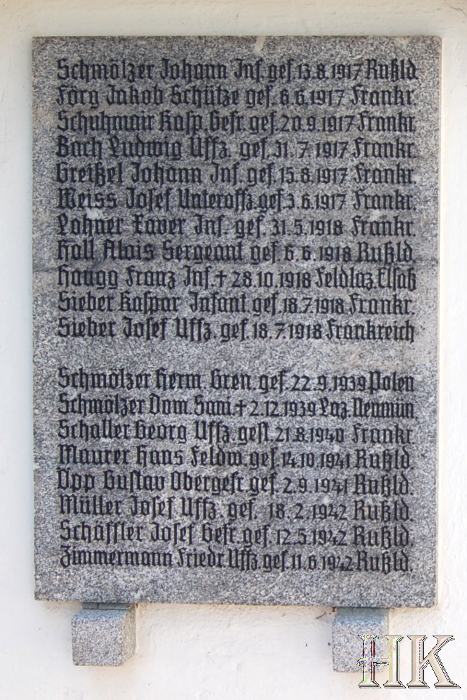 Schmölzer Johann Inf. gef. 13.8.1917 Rußld.
Förg Jakob Schütze gef. 8.6.1917 Frankr.
Schuhmair Kasp. Gefr. gef. 20.9.1917 Frankr.
Bach Ludwig Uffz. gef. 31.7.1917 Frankr.
Greißel Johann Inf. gef. 15.8.1917 Frankr.
Weiss Josef Unteroffz. gef. 3.6.1917 Frankr.
Lohner Xaver Inf. gef. 31.5.1918 Frankr.
Hall Alois Sergeant gef. 6.6.1918 Rußld.
Haugg Franz Inf. † 28.10.1918 Feldlaz. Elsaß
Sieber Kaspar Infant gef. 18.7.1918 Frankr.
Sieber Josef Uffz. gef. 18.7.1918 Frankreich
Schmölzer Herm. Gren. gef. 22.9.1939 Polen
Schmölzer Dom. Sani. † 2.12.1939 Laz. Neumün
Schaller Georg Uffz. gest. 21.8.1940 Frankr.
Maurer Hans Feldw. gef. 14.10.1941 Rußld.
Dop Gustav Obergefr. gef. 2.9.1941 Rußld.
Müller Josef Uffz. gef. 18.2.1942 Rußld.
Schäffler Josef Gefr. gef. 12.5.1942 Rußld.
Zimmermann Friedr. Uffz. gef. 11.6.1942 Rußld.
HK